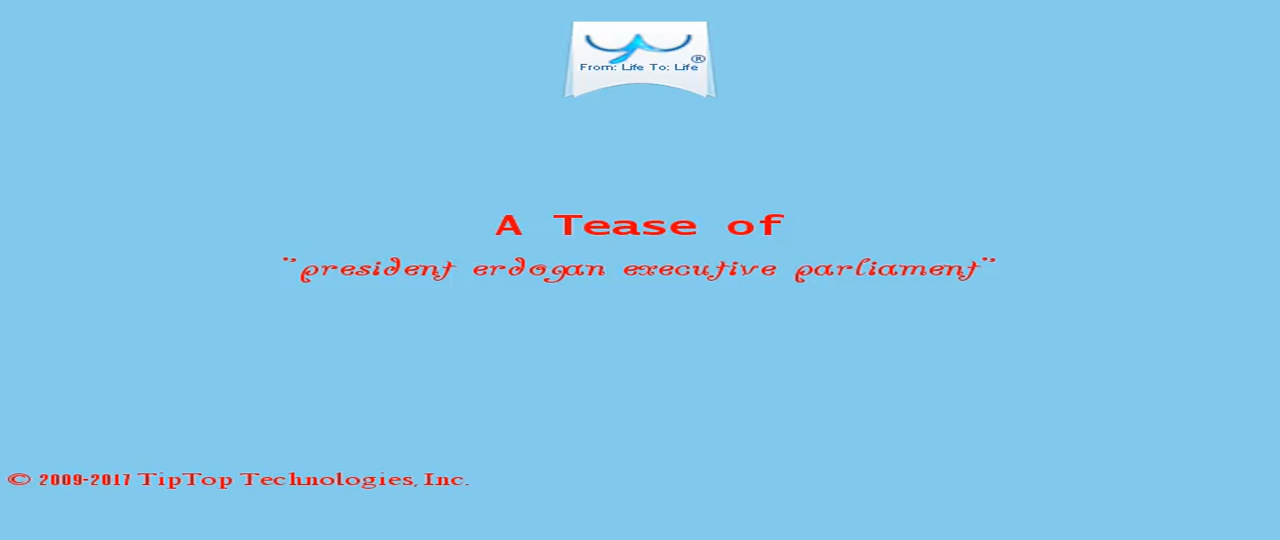 From: Life To: Life ®
A Tease of
¨president erdogan executive parliament¨
© 2009-2017 TipTop Technologies, Inc.